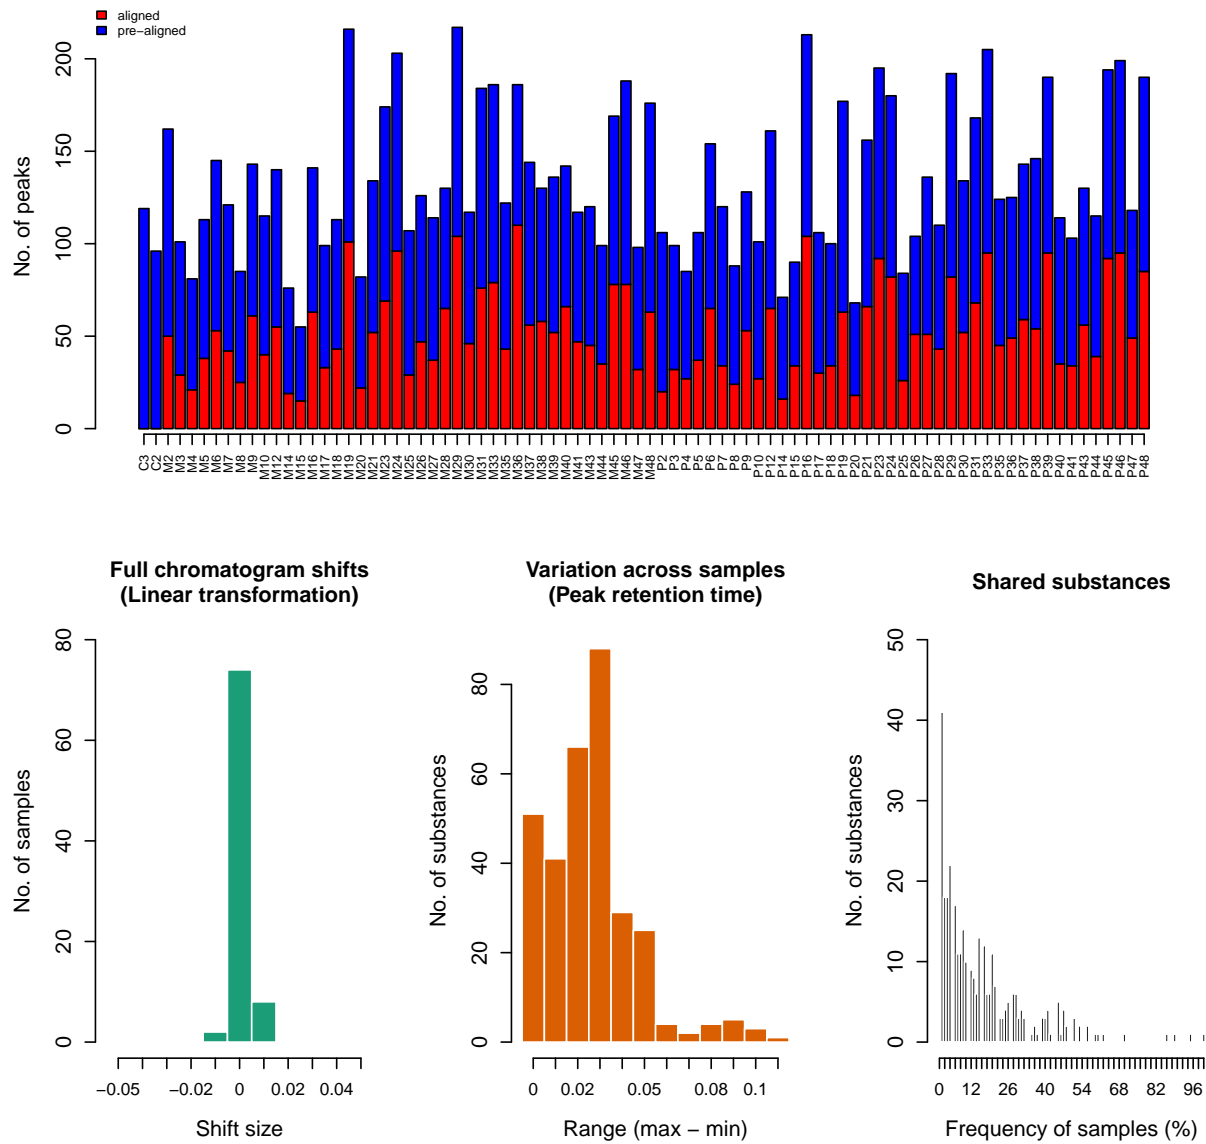 aligned
pre−aligned
No. of peaks
200
150
100
50
0
C3 C2 M2 M3 M4 M5 M6 M7 M8 M9 M10 M12 M14 M15 M16 M17 M18 M19 M20 M21 M23 M24 M25 M26 M27 M28 M29 M30 M31 M33 M35 M36 M37 M38 M39 M40 M41 M43 M44 M45 M46 M47 M48 P2 P3 P4 P5 P6 P7 P8 P9 P10 P12 P14 P15 P16 P17 P18 P19 P20 P21 P23 P24 P25 P26 P27 P28 P29 P30 P31 P33 P35 P36 P37 P38 P39 P40 P41 P43 P44 P45 P46 P47 P48
Full chromatogram shifts
(Linear transformation)
No. of samples
80
60
40
20
0
−0.05 −0.02 0 0.02 0.04
Shift size
Variation across samples
(Peak retention time)
No. of substances
80
60
40
20
0
0 0.02 0.05 0.08 0.1
Range (max − min)
Shared substances
No. of substances
50
40
30
20
10
0
0 12 26 40 54 68 82 96
Frequency of samples (%)